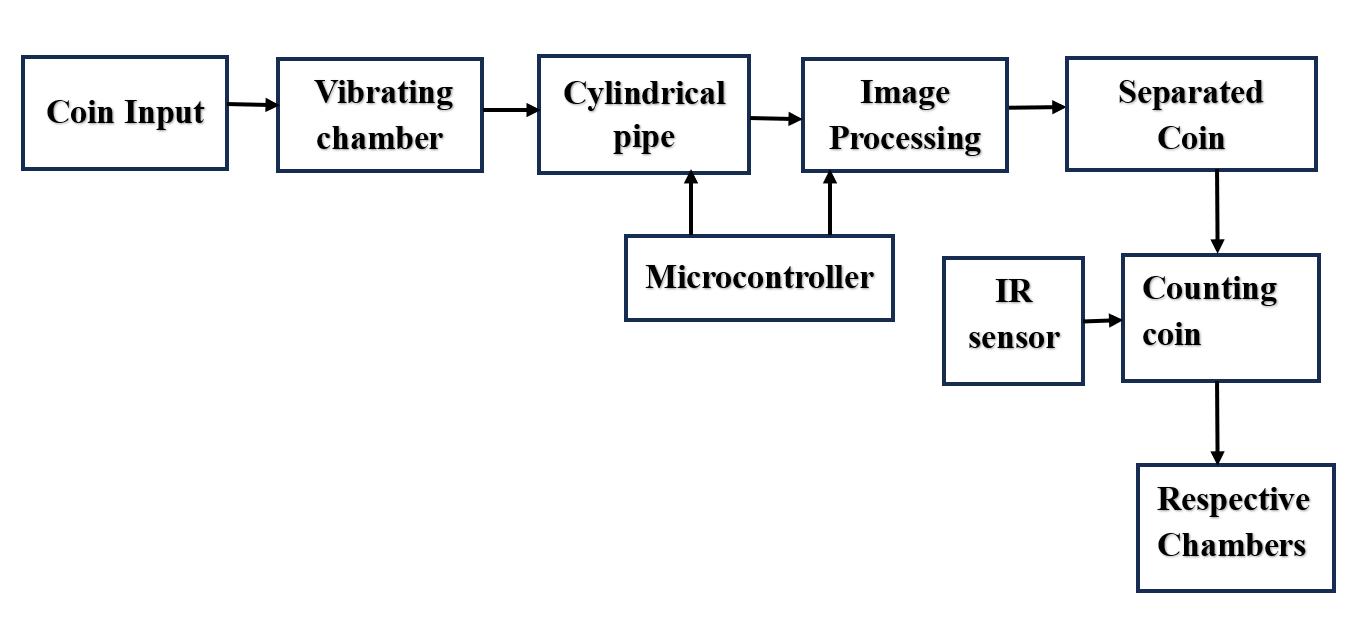 Coin Input
Vibrating
chamber
Cylindrical
pipe
Image
Processing
Separated
Coin
Microcontroller
IR
sensor
Counting
coin
Respective
Chambers